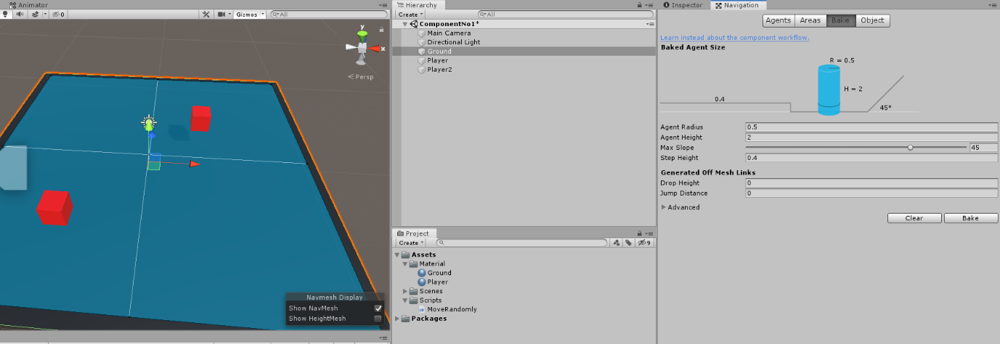 Animator
0
Gizmos
All
y
x
Persp
Navmesh Display
Show NavMesh
Show HeightMesh
Hierarchy
Create
All
ComponentNo1*
Main Camera
Directional Light
Ground
Player
Player2
Project
Create
9
Assets
Material
Ground
Player
Scenes
Scripts
MoveRandomly
Packages
Inspector
Navigation
Agents
Areas
Bake
Object
Learn instead about the component workflow.
Baked Agent Size
R = 0.5
H = 2
0.4
45°
Agent Radius 0.5
Agent Height 2
Max Slope 45
Step Height 0.4
Generated Off Mesh Links
Drop Height 0
Jump Distance 0
Advanced
Clear
Bake